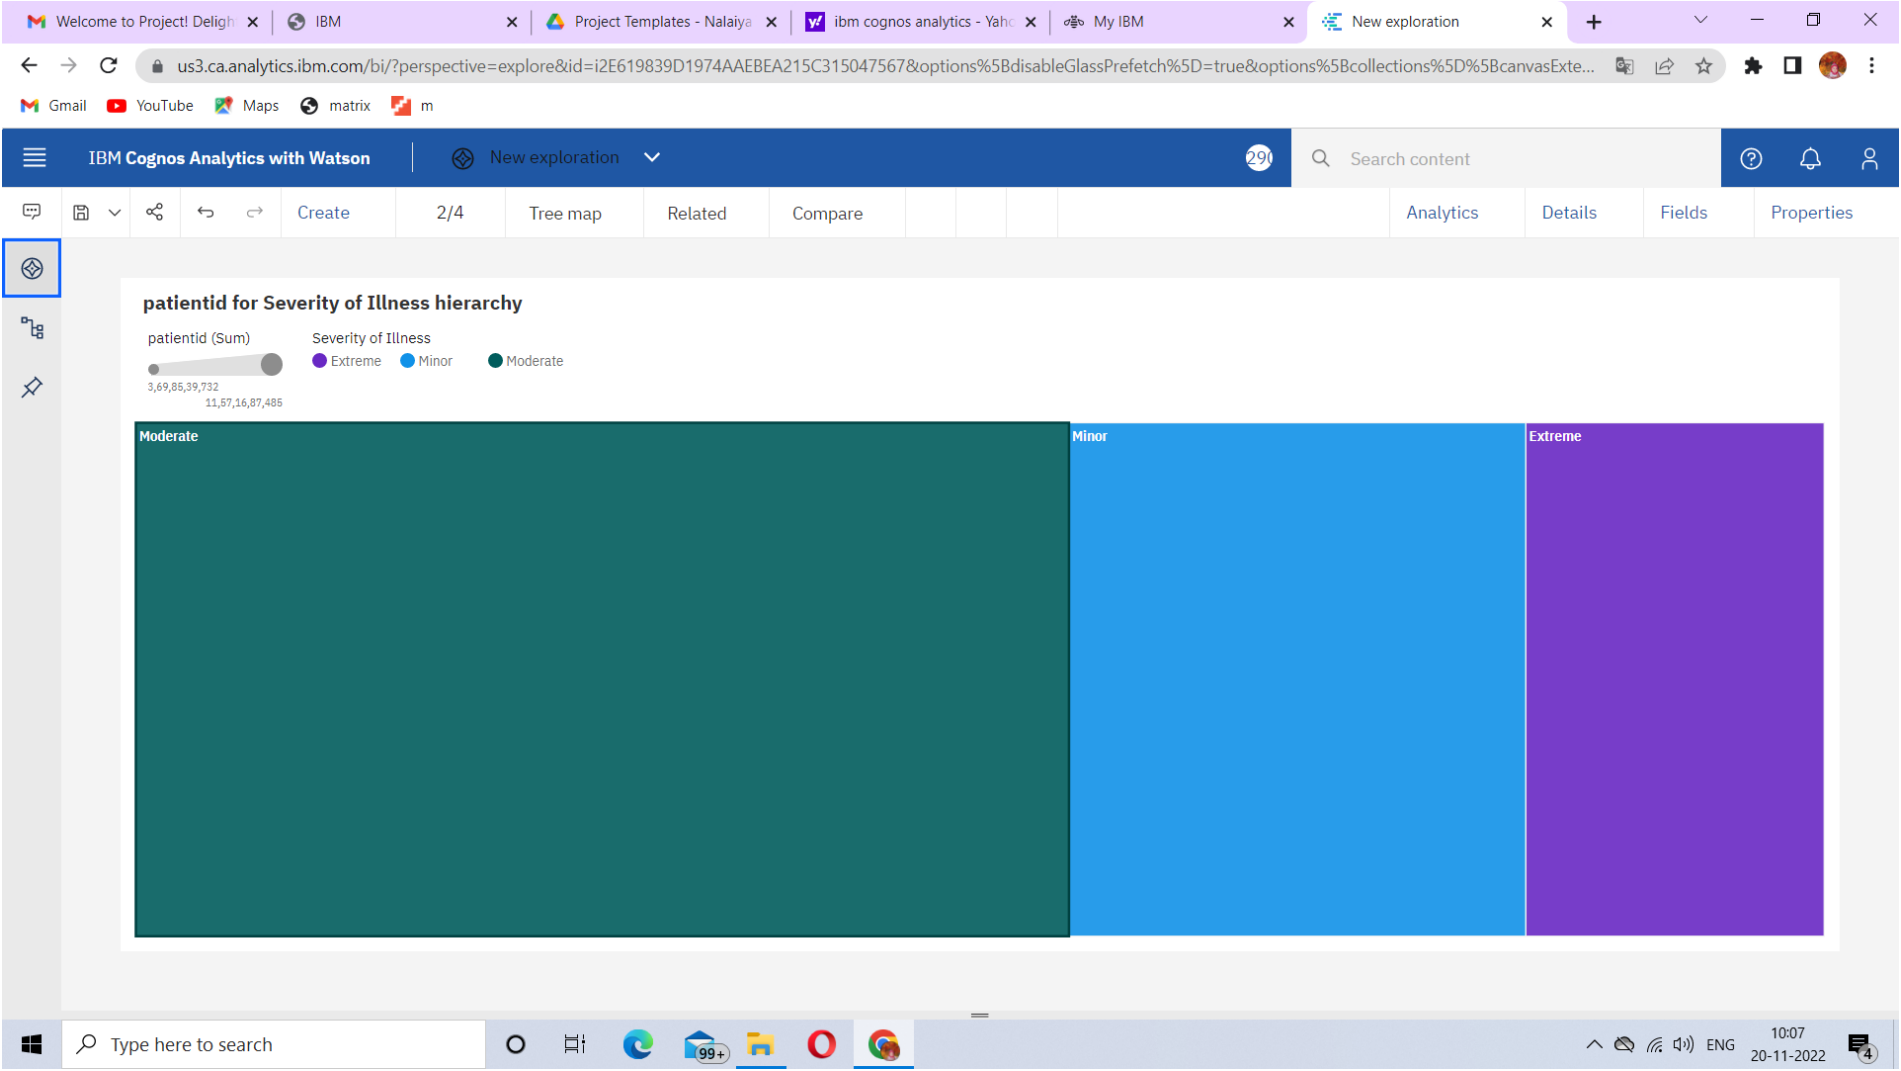 Welcome to Project! Deligh
IBM
Project Templates - Nalaiya
ibm cognos analytics - Yaho
My IBM
New exploration
us3.ca.analytics.ibm.com/bi/?perspective=explore&id=i2E619839D1974AAEBEA215C315047567&options%5BdisableGlassPrefetch%5D=true&options%5Bcollections%5D%5BcanvasExte...
Gmail YouTube Maps matrix m
IBM Cognos Analytics with Watson
New exploration
290
Search content
Create 2/4 Tree map Related Compare Analytics Details Fields Properties
patientid for Severity of Illness hierarchy
patientid (Sum)
3,69,85,39,732
11,57,16,87,485
Severity of Illness
Extreme Minor Moderate
Moderate
Minor
Extreme
Type here to search
99+
ENG
10:07
20-11-2022
4